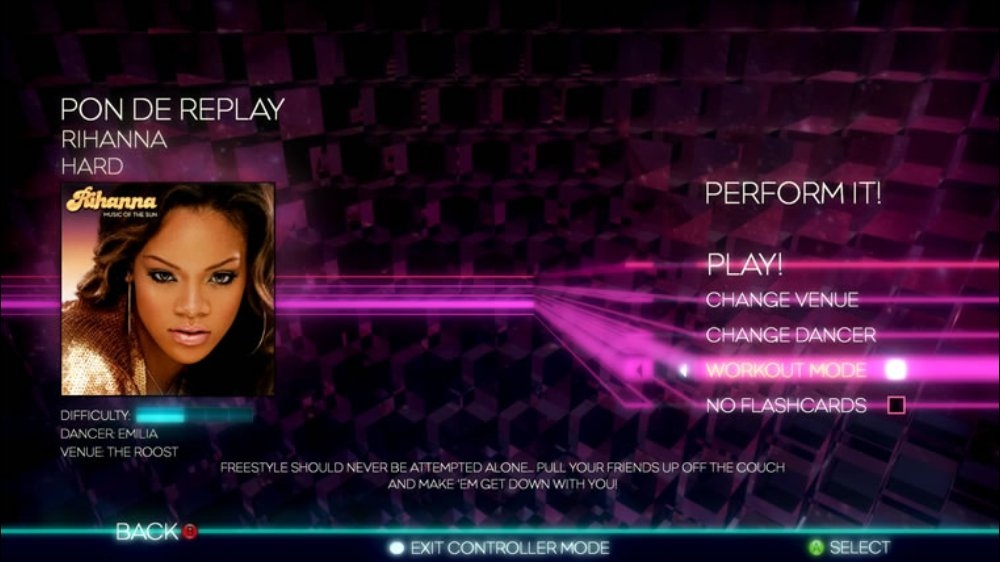 PON DE REPLAY
RIHANNA
HARD
Rihanna
MUSIC OF THE SUN
DIFFICULTY:
DANCER: EMILIA
VENUE: THE ROOST
PERFORM IT!
PLAY!
CHANGE VENUE
CHANGE DANCER
WORKOUT MODE
NO FLASHCARDS
FREESTYLE SHOULD NEVER BE ATTEMPTED ALONE... PULL YOUR FRIENDS UP OFF THE COUCH
AND MAKE 'EM GET DOWN WITH YOU!
BACK B
EXIT CONTROLLER MODE
A SELECT